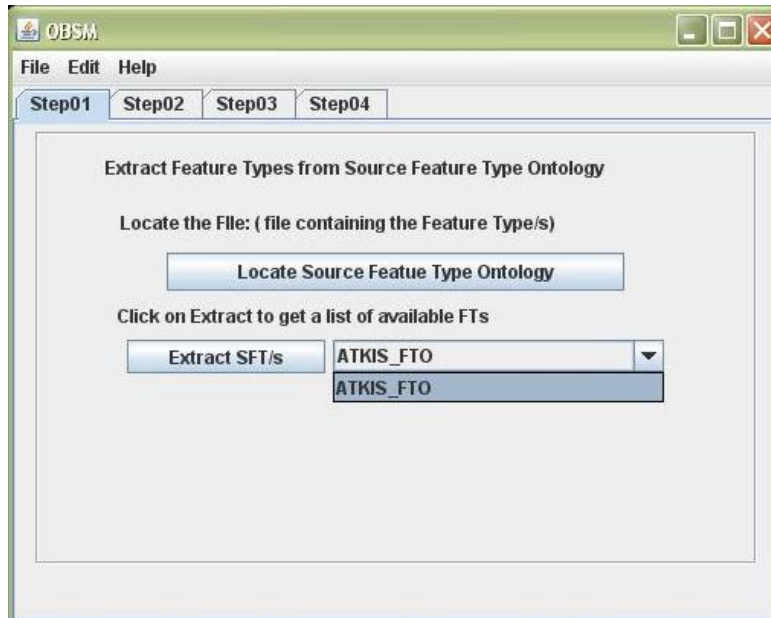 OBSM
File Edit Help
Step01 Step02 Step03 Step04
Extract Feature Types from Source Feature Type Ontology
Locate the FIle: ( file containing the Feature Type/s)
Locate Source Featue Type Ontology
Click on Extract to get a list of available FTs
Extract SFT/s ATKIS_FTO
ATKIS_FTO